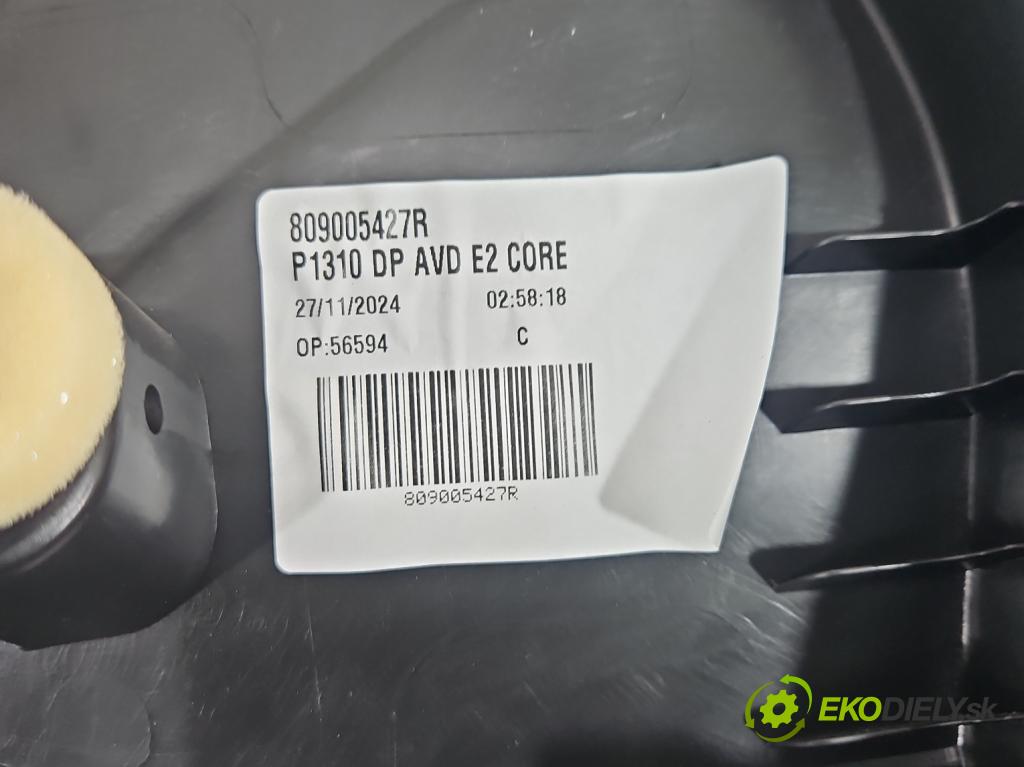 809005427R
P1310 DP AVD E2 CORE
27/11/2024 02:58:18
OP:56594 C
809005427R
EKODIELY.sk